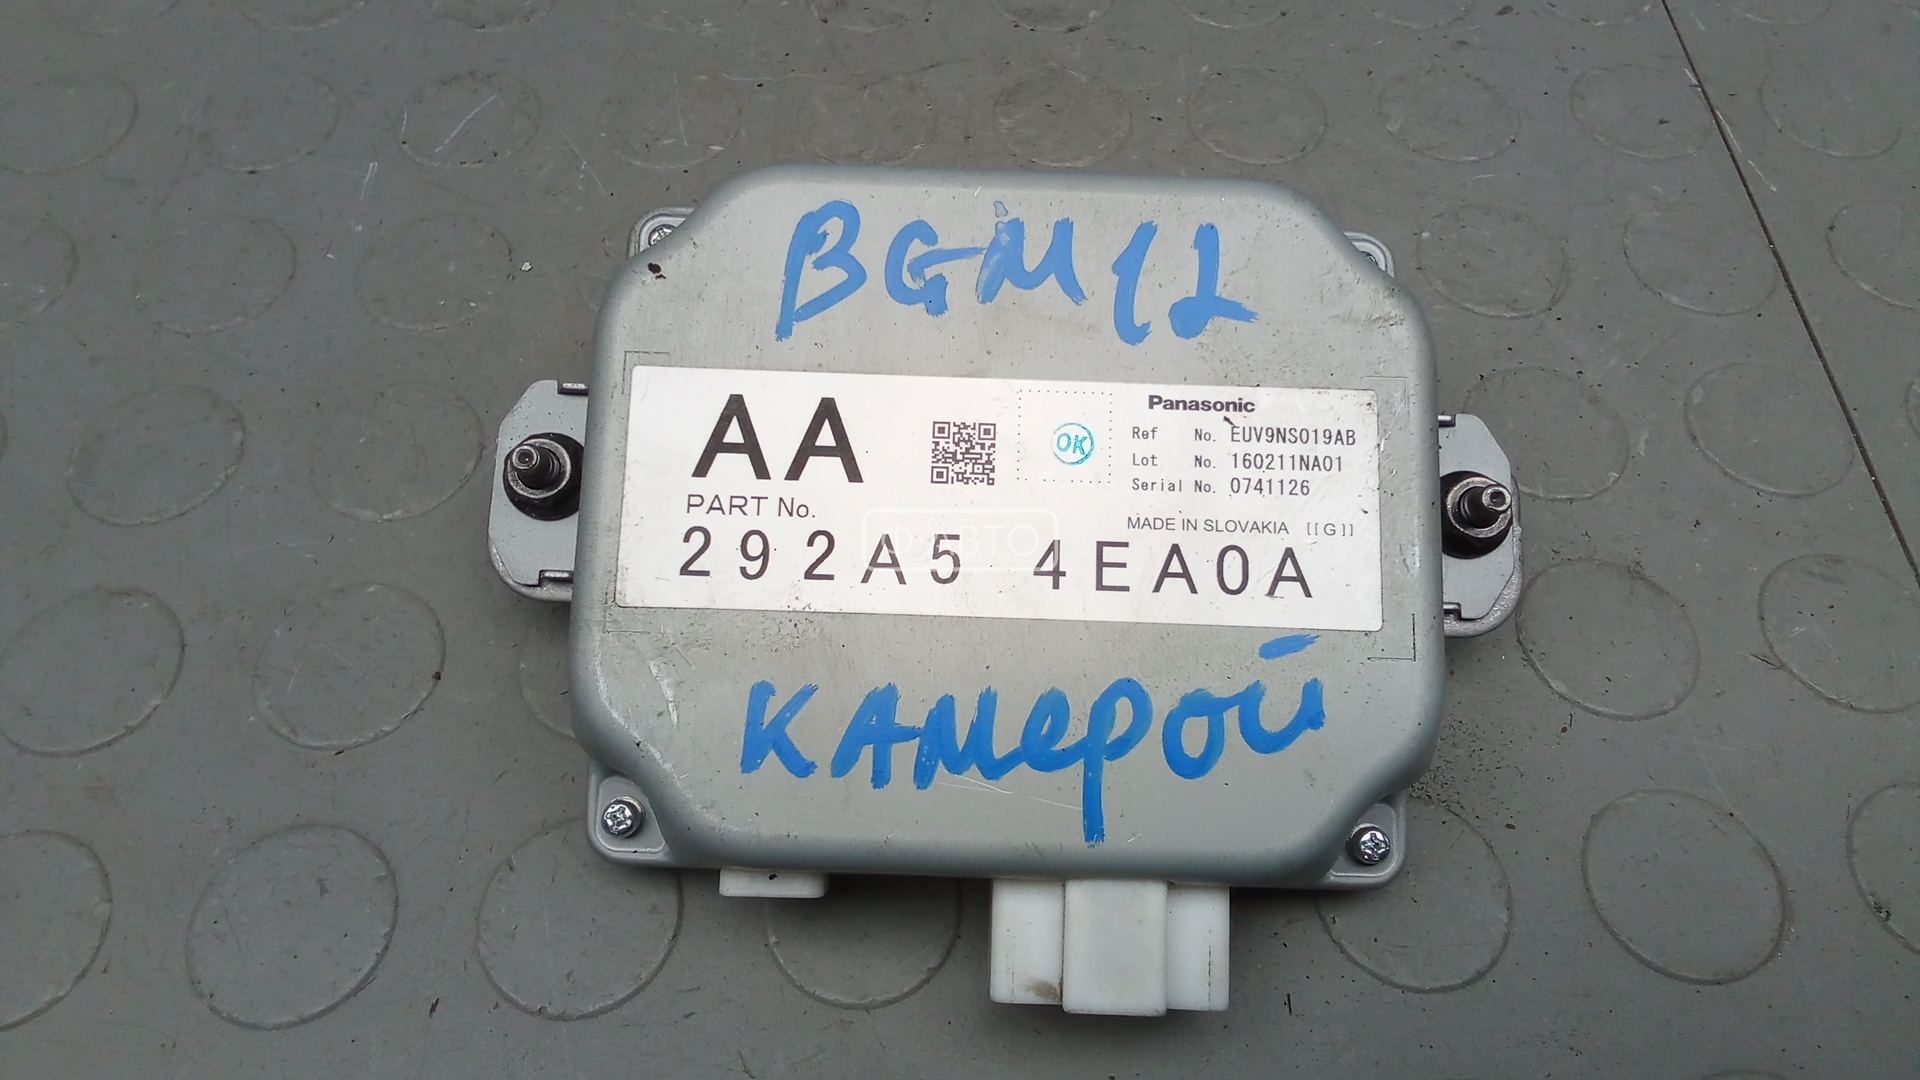 BGM12
AA
OK
Panasonic
Ref No. EUV9NS019AB
Lot No. 160211NA01
Serial No. 0741126
PART No.
MADE IN SLOVAKIA [[G]]
292A5 4EA0A
Ф-АВТО
КАМЕРОЙ